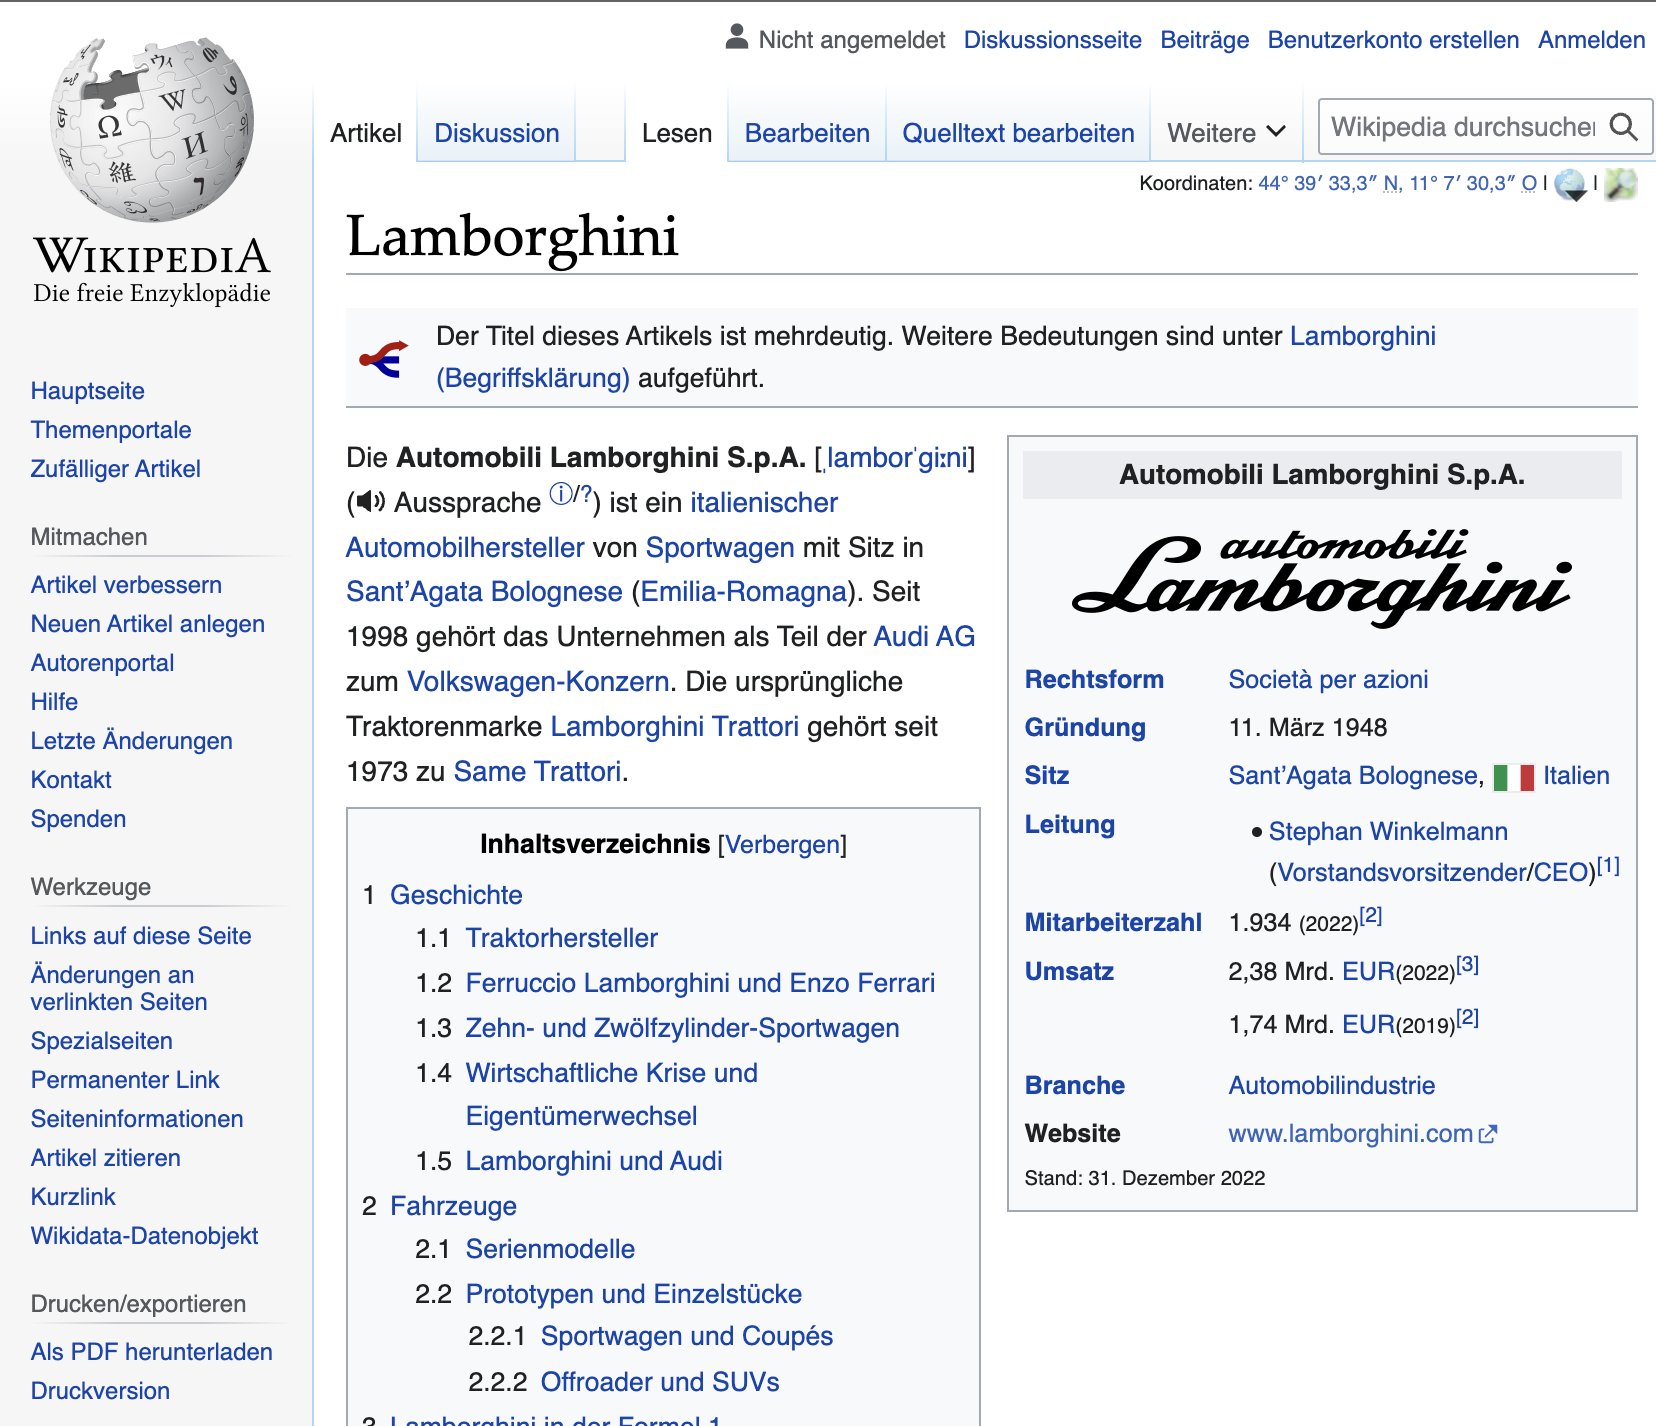 Nicht angemeldet Diskussionsseite Beiträge Benutzerkonto erstellen Anmelden
Artikel Diskussion Lesen Bearbeiten Quelltext bearbeiten Weitere Wikipedia durchsuchen
Koordinaten: 44° 39′ 33,3″ N, 11° 7′ 30,3″ O | |
WIKIPEDIA
Die freie Enzyklopädie
Hauptseite
Themenportale
Zufälliger Artikel
Mitmachen
Artikel verbessern
Neuen Artikel anlegen
Autorenportal
Hilfe
Letzte Änderungen
Kontakt
Spenden
Werkzeuge
Links auf diese Seite
Änderungen an
verlinkten Seiten
Spezialseiten
Permanenter Link
Seiteninformationen
Artikel zitieren
Kurzlink
Wikidata-Datenobjekt
Drucken/exportieren
Als PDF herunterladen
Druckversion
Lamborghini
Der Titel dieses Artikels ist mehrdeutig. Weitere Bedeutungen sind unter Lamborghini
(Begriffsklärung) aufgeführt.
Die Automobili Lamborghini S.p.A. [ˌlamborˈgiːni]
( Aussprache ⓘ/?) ist ein italienischer
Automobilhersteller von Sportwagen mit Sitz in
Sant’Agata Bolognese (Emilia-Romagna). Seit
1998 gehört das Unternehmen als Teil der Audi AG
zum Volkswagen-Konzern. Die ursprüngliche
Traktorenmarke Lamborghini Trattori gehört seit
1973 zu Same Trattori.
Inhaltsverzeichnis [Verbergen]
1 Geschichte
1.1 Traktorhersteller
1.2 Ferruccio Lamborghini und Enzo Ferrari
1.3 Zehn- und Zwölfzylinder-Sportwagen
1.4 Wirtschaftliche Krise und
Eigentümerwechsel
1.5 Lamborghini und Audi
2 Fahrzeuge
2.1 Serienmodelle
2.2 Prototypen und Einzelstücke
2.2.1 Sportwagen und Coupés
2.2.2 Offroader und SUVs
3 Lamborghini in der Formel 1
Automobili Lamborghini S.p.A.
automobili
Lamborghini
Rechtsform Società per azioni
Gründung 11. März 1948
Sitz Sant’Agata Bolognese, Italien
Leitung • Stephan Winkelmann
(Vorstandsvorsitzender/CEO)[1]
Mitarbeiterzahl 1.934 (2022)[2]
Umsatz 2,38 Mrd. EUR(2022)[3]
1,74 Mrd. EUR(2019)[2]
Branche Automobilindustrie
Website www.lamborghini.com
Stand: 31. Dezember 2022